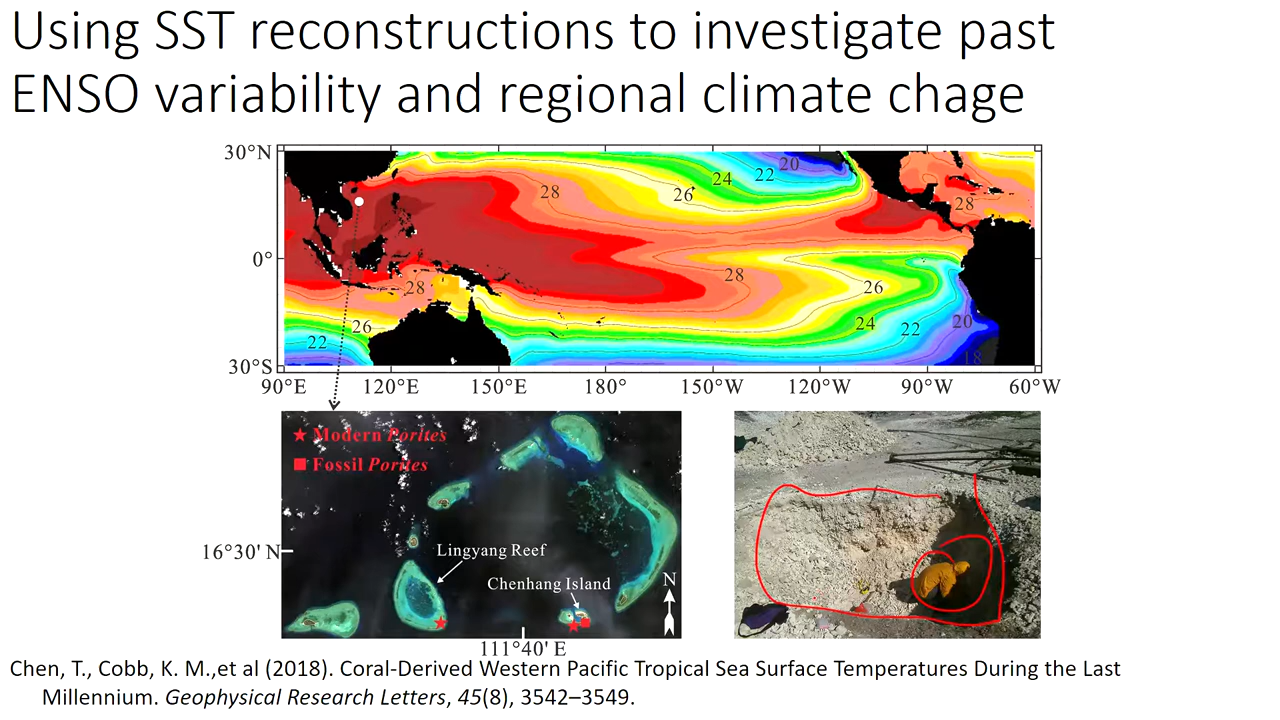 Using SST reconstructions to investigate past
ENSO variability and regional climate chage
30°N
0°
30°S
20
22
24
26
28
28
28
28
26
26
24
22
20
18
22
90°E 120°E 150°E 180° 150°W 120°W 90°W 60°W
★ Modern Porites
■ Fossil Porites
16°30' N
Lingyang Reef
Chenhang Island
N
111°40' E
Chen, T., Cobb, K. M.,et al (2018). Coral-Derived Western Pacific Tropical Sea Surface Temperatures During the Last
Millennium. Geophysical Research Letters, 45(8), 3542–3549.